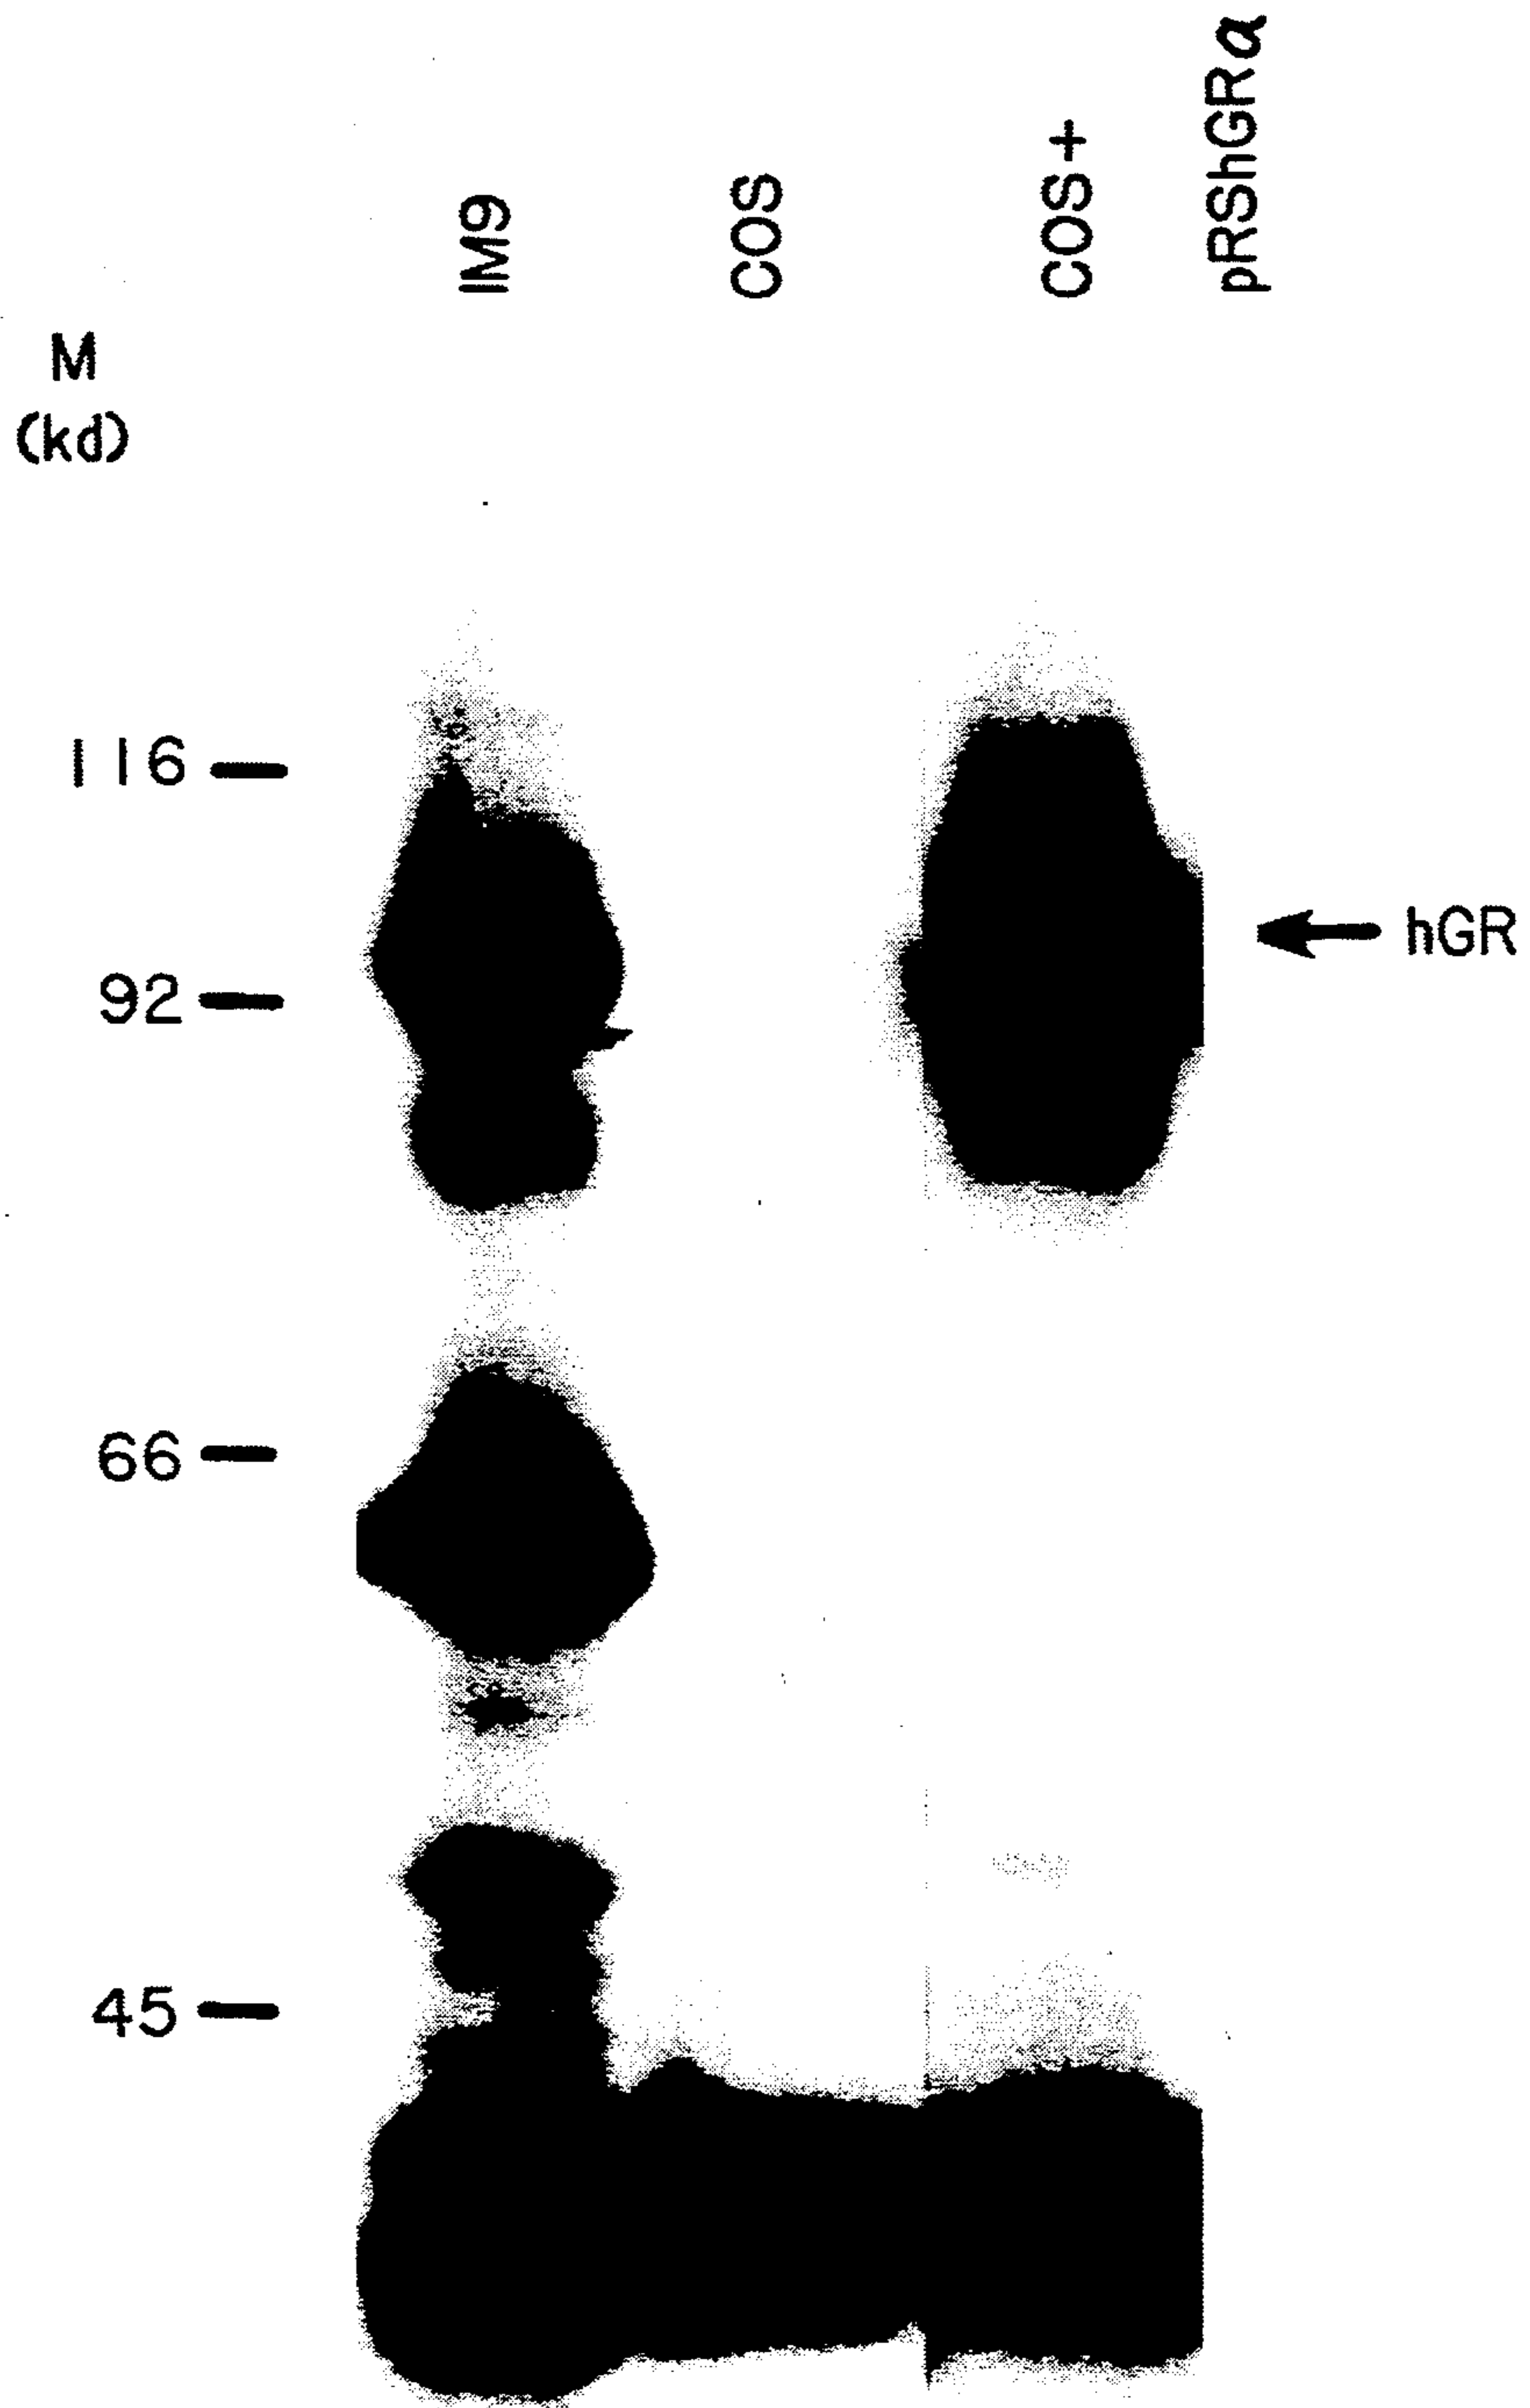 IM9
COS
COS+
pRShGRα
M
(kd)
116
92
66
45
hGR